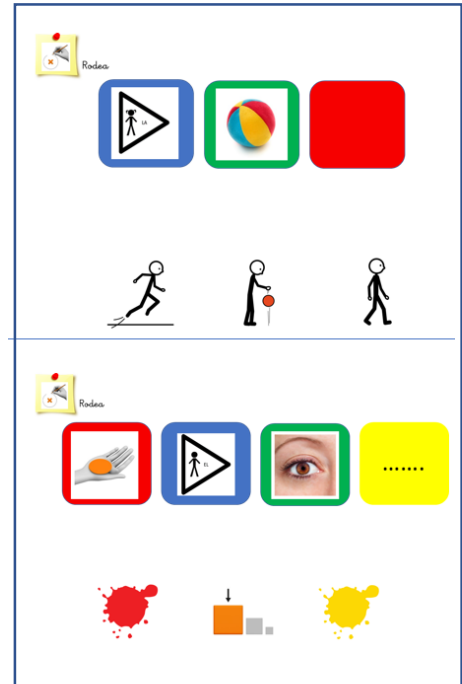 Rodea
LA
Rodea
EL
.......